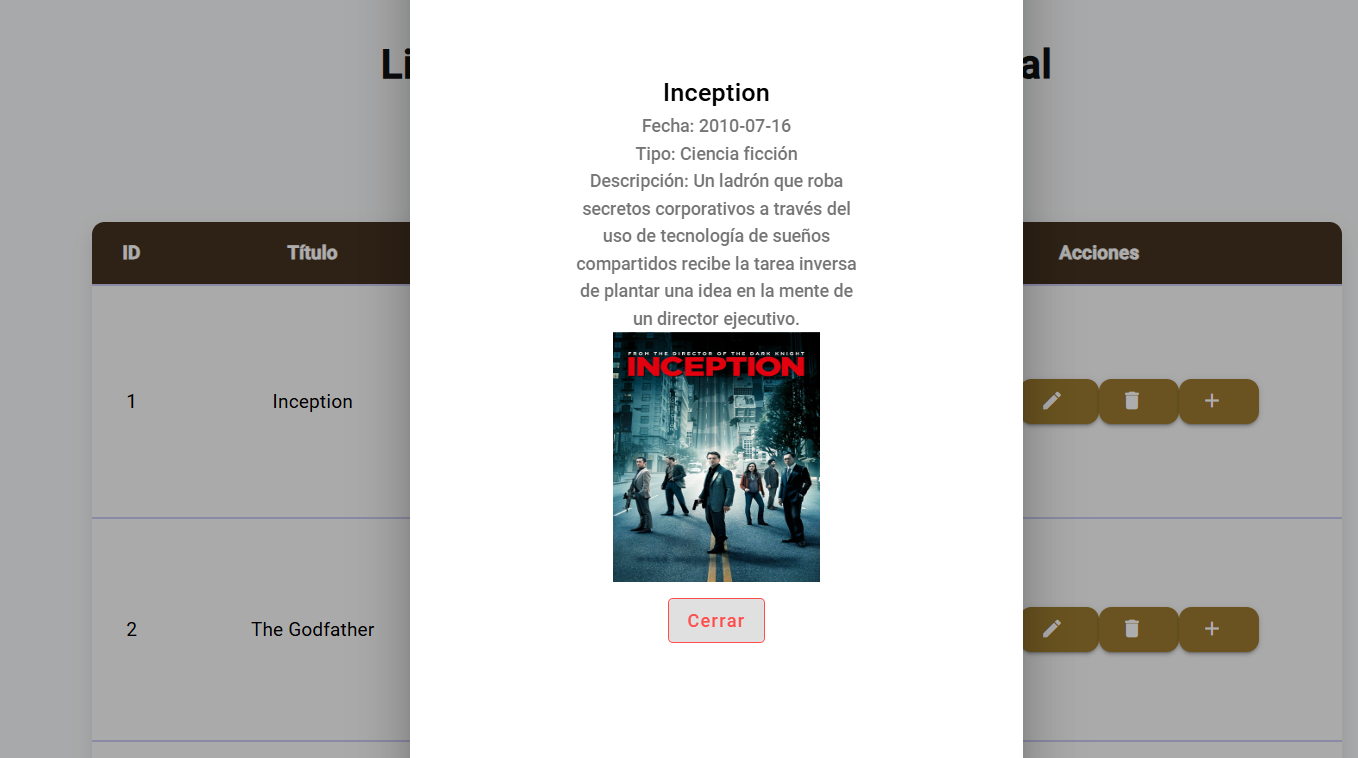 Li
al
Inception
Fecha: 2010-07-16
Tipo: Ciencia ficción
Descripción: Un ladrón que roba
secretos corporativos a través del
uso de tecnología de sueños
compartidos recibe la tarea inversa
de plantar una idea en la mente de
un director ejecutivo.
FROM THE DIRECTOR OF THE DARK KNIGHT
INCEPTION
Cerrar
ID Título Acciones
1 Inception
2 The Godfather